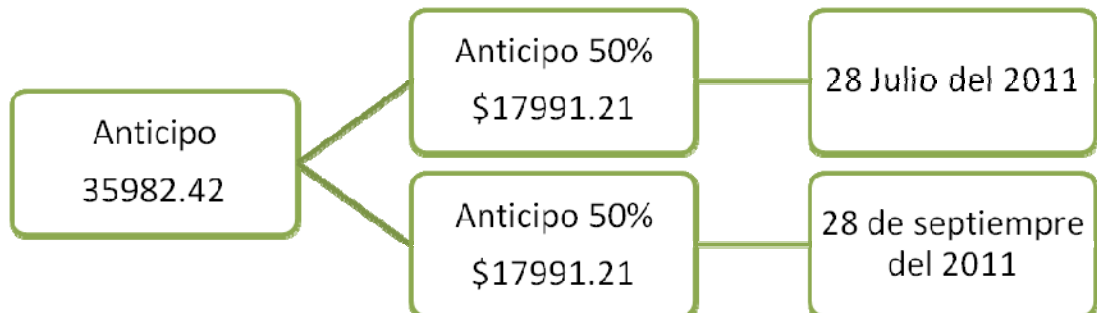 Anticipo
35982.42
Anticipo 50%
$17991.21
28 Julio del 2011
Anticipo 50%
$17991.21
28 de septiempre
del 2011